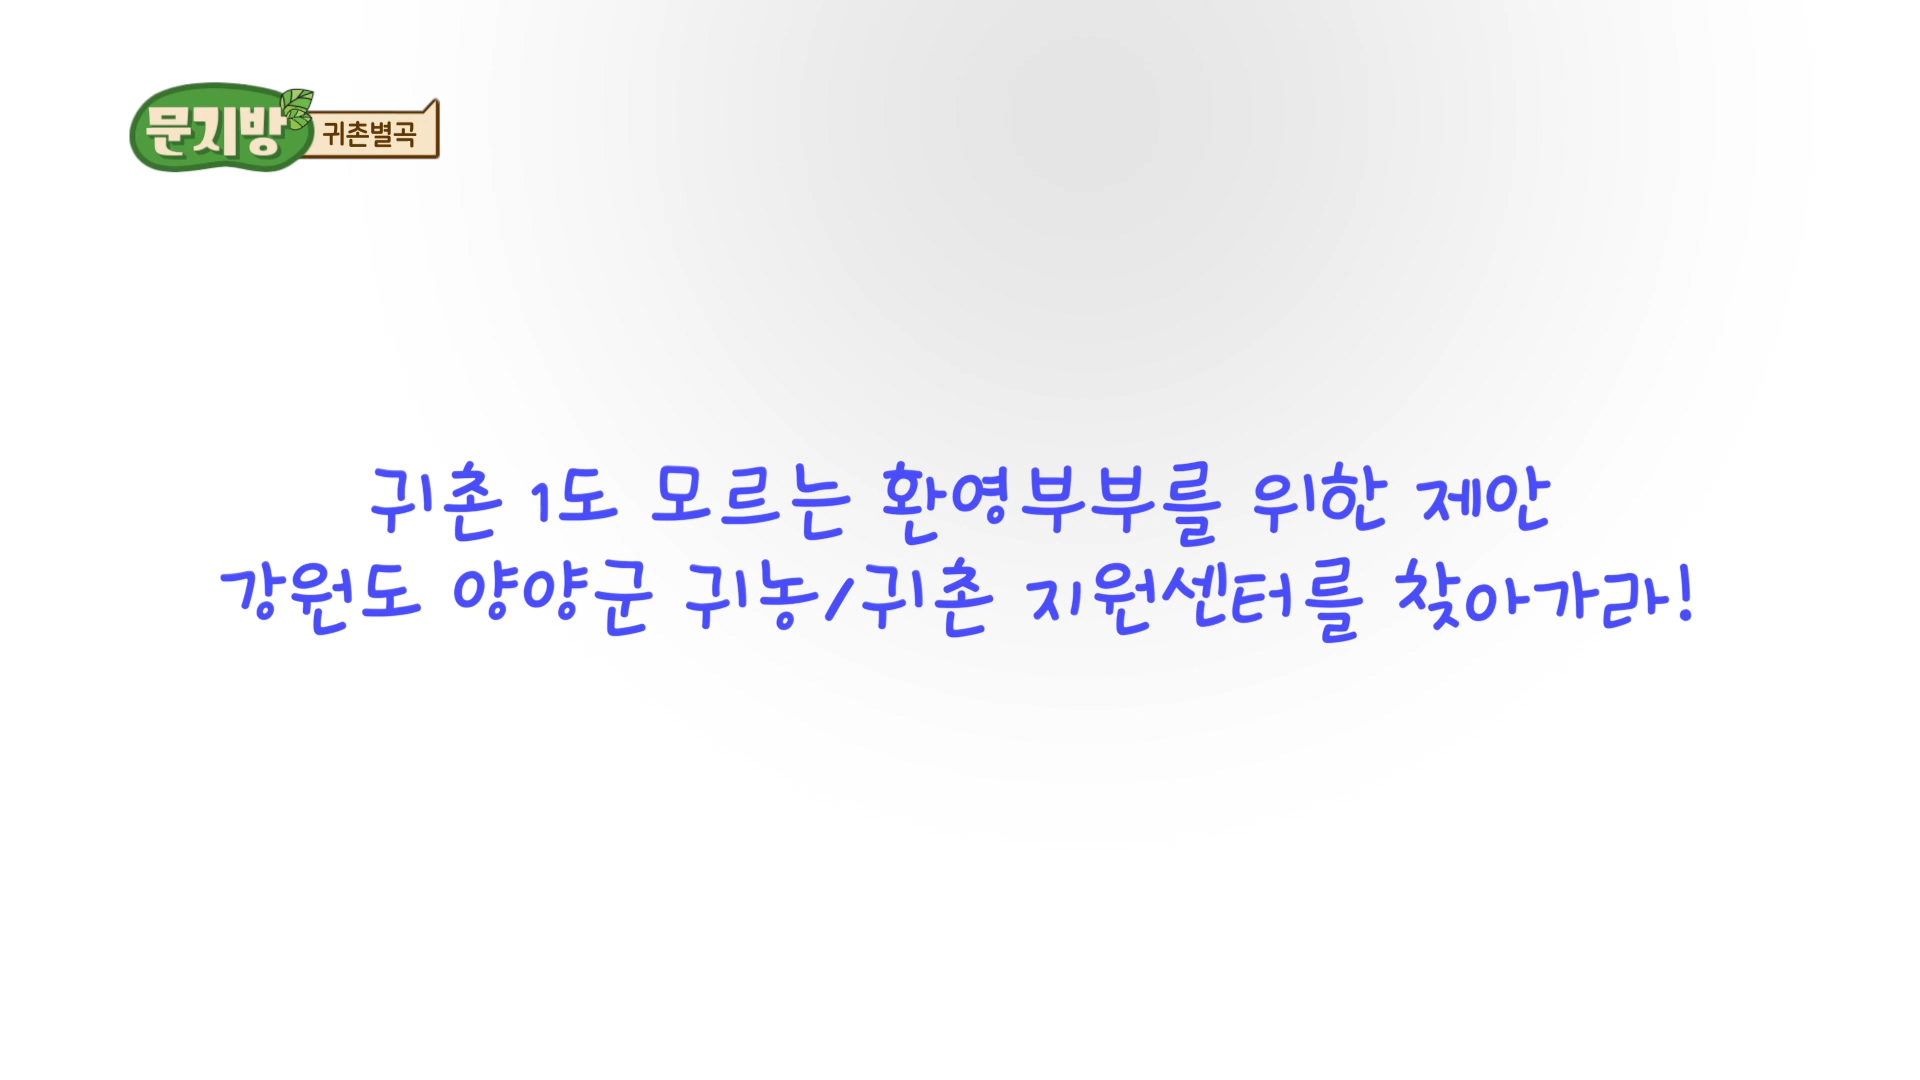 문지방 귀촌별곡
귀촌 1도 모르는 환영부부를 위한 제안
강원도 양양군 귀농/귀촌 지원센터를 찾아가라!